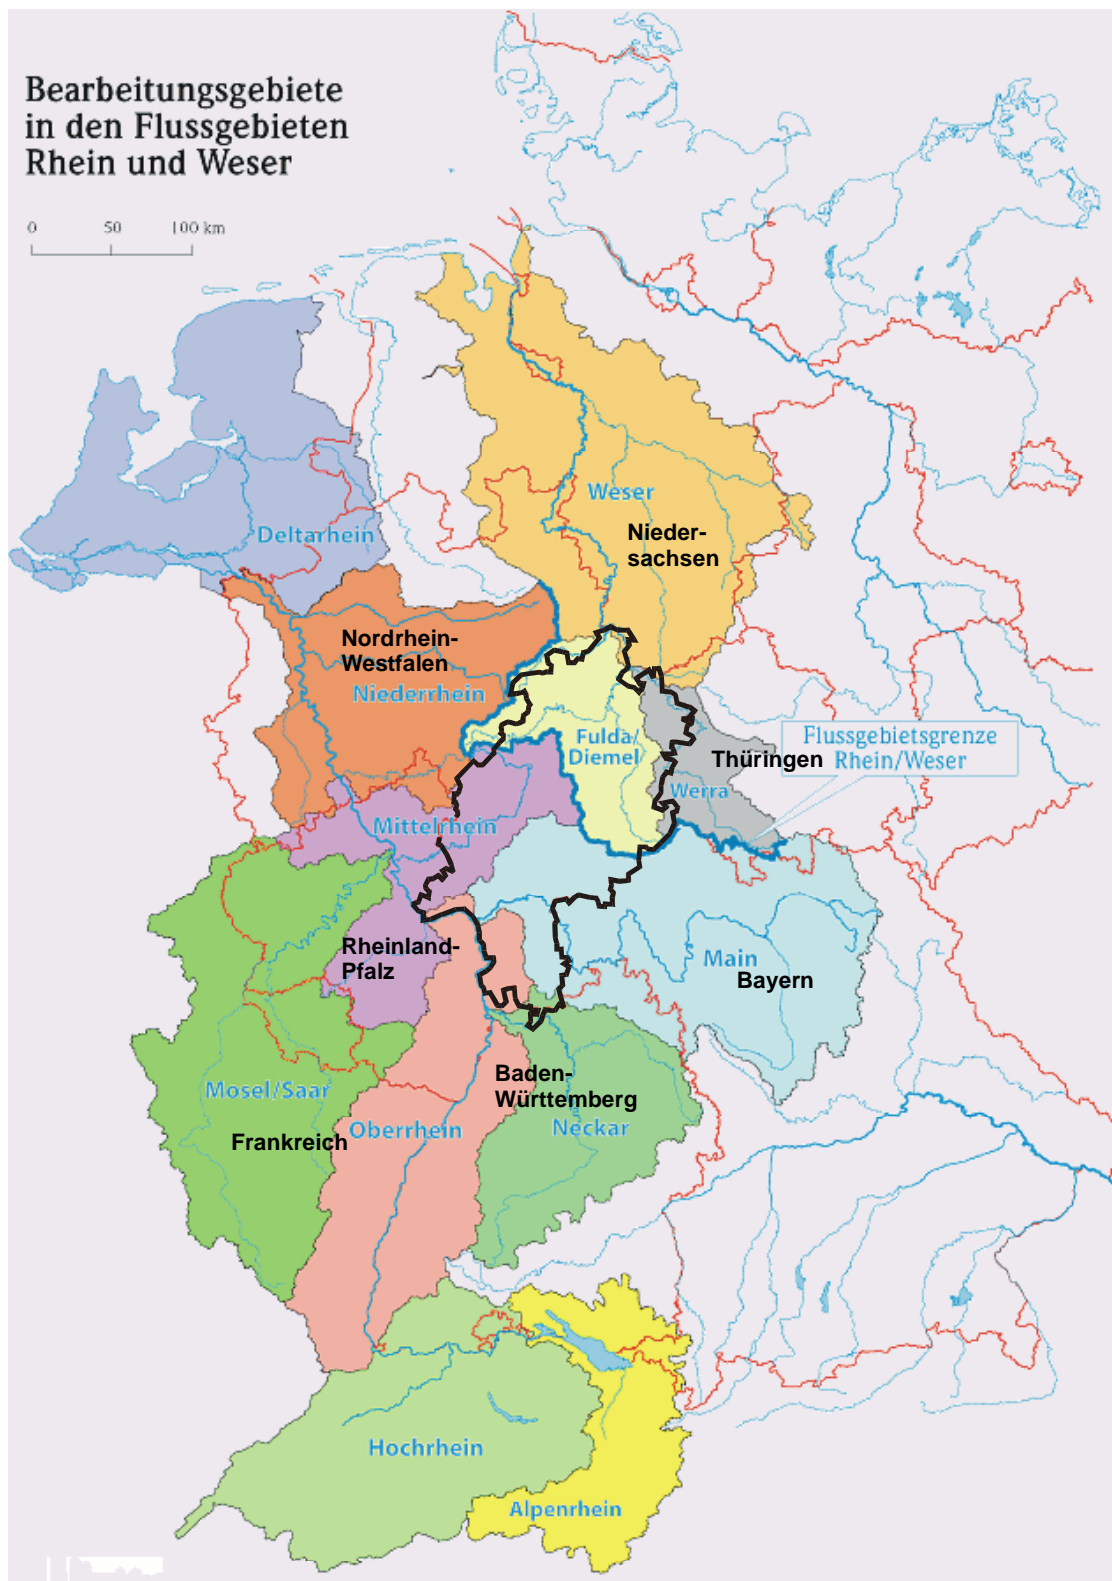 Bearbeitungsgebiete
in den Flussgebieten
Rhein und Weser
0 50 100 km
Weser
Nieder-
sachsen
Deltarhein
Nordrhein-
Westfalen
Niederrhein
Fulda/
Diemel
Flussgebietsgrenze
Rhein/Weser
Thüringen
Werra
Mittelrhein
Rheinland-
Pfalz
Main
Bayern
Mosel/Saar
Frankreich
Oberrhein
Baden-
Württemberg
Neckar
Hochrhein
Alpenrhein